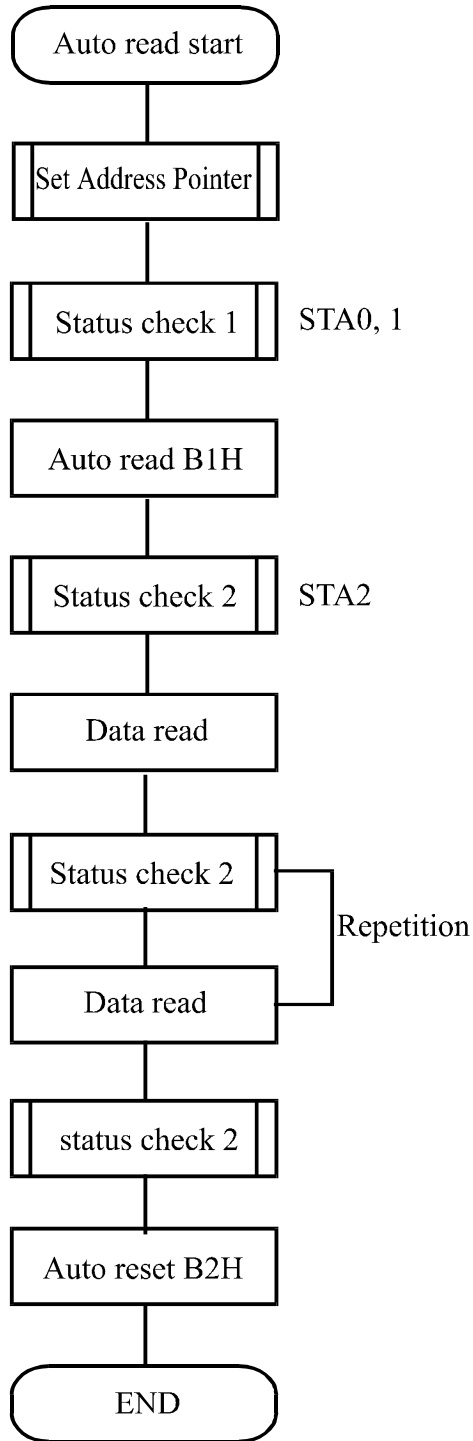 Auto read start
Set Address Pointer
Status check 1
STA0, 1
Auto read B1H
Status check 2
STA2
Data read
Status check 2
Repetition
Data read
status check 2
Auto reset B2H
END